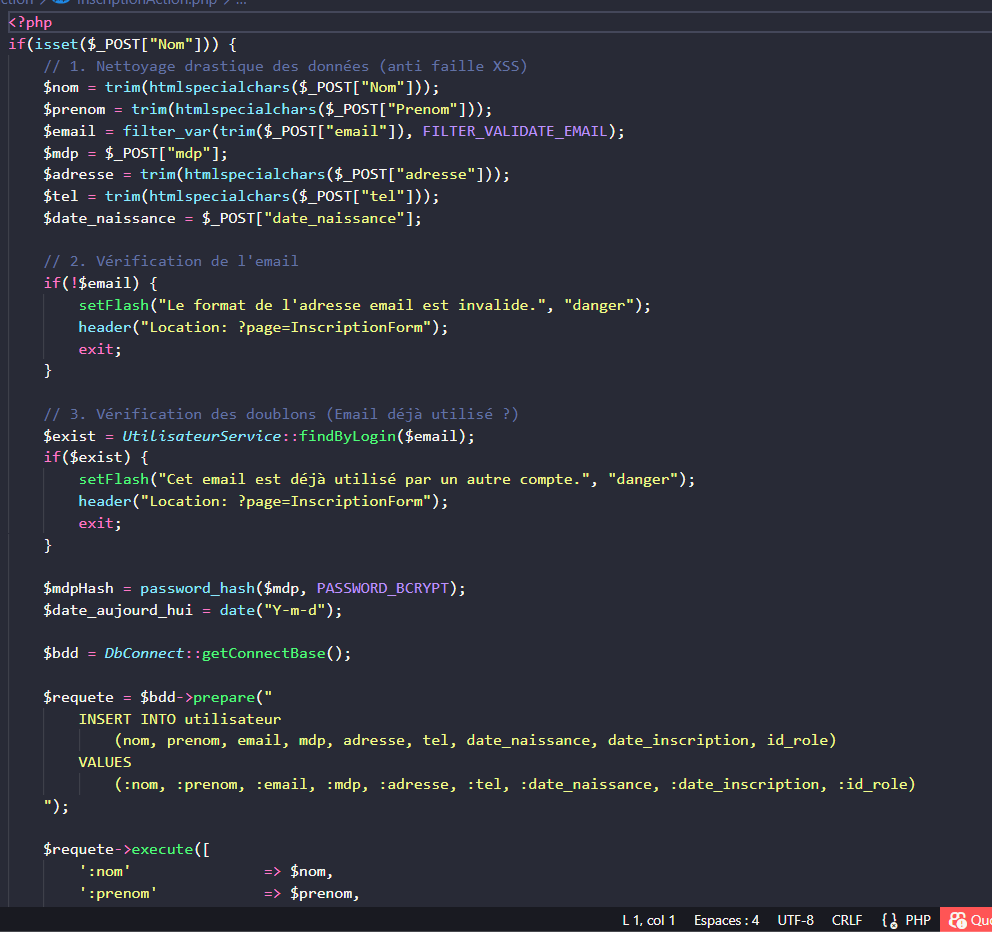 inscriptionAction.php
<?php
if(isset($_POST["Nom"])) {
    // 1. Nettoyage drastique des données (anti faille XSS)
    $nom = trim(htmlspecialchars($_POST["Nom"]));
    $prenom = trim(htmlspecialchars($_POST["Prenom"]));
    $email = filter_var(trim($_POST["email"]), FILTER_VALIDATE_EMAIL);
    $mdp = $_POST["mdp"];
    $adresse = trim(htmlspecialchars($_POST["adresse"]));
    $tel = trim(htmlspecialchars($_POST["tel"]));
    $date_naissance = $_POST["date_naissance"];

    // 2. Vérification de l'email
    if(!$email) {
        setFlash("Le format de l'adresse email est invalide.", "danger");
        header("Location: ?page=InscriptionForm");
        exit;
    }

    // 3. Vérification des doublons (Email déjà utilisé ?)
    $exist = UtilisateurService::findByLogin($email);
    if($exist) {
        setFlash("Cet email est déjà utilisé par un autre compte.", "danger");
        header("Location: ?page=InscriptionForm");
        exit;
    }

    $mdpHash = password_hash($mdp, PASSWORD_BCRYPT);
    $date_aujourd_hui = date("Y-m-d");

    $bdd = DbConnect::getConnectBase();

    $requete = $bdd->prepare("
        INSERT INTO utilisateur
            (nom, prenom, email, mdp, adresse, tel, date_naissance, date_inscription, id_role)
        VALUES
            (:nom, :prenom, :email, :mdp, :adresse, :tel, :date_naissance, :date_inscription, :id_role)
    ");

    $requete->execute([
        ':nom'               => $nom,
        ':prenom'            => $prenom,
L 1, col 1 Espaces : 4 UTF-8 CRLF {} PHP